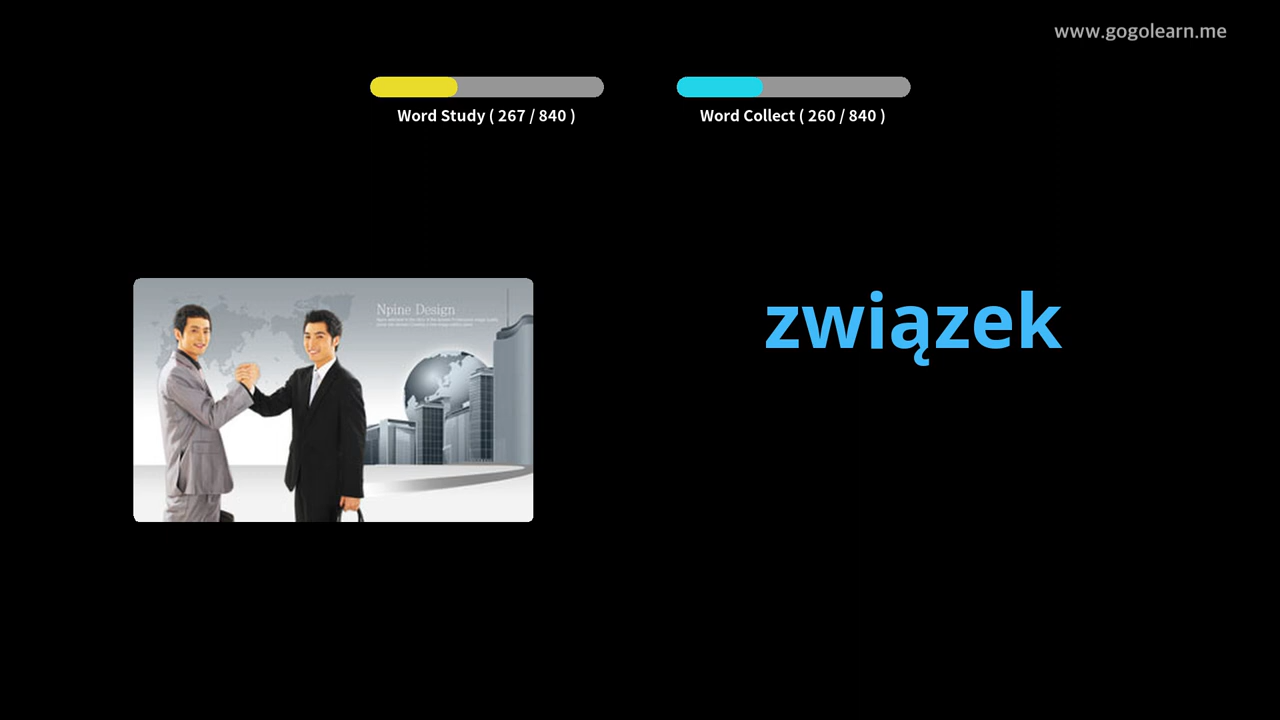 www.gogolearn.me
Word Study ( 267 / 840 )
Word Collect ( 260 / 840 )
Npine Design
związek